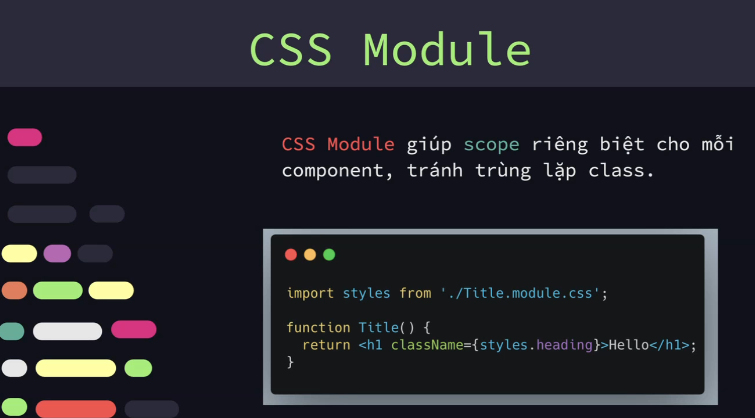 CSS Module
CSS Module giúp scope riêng biệt cho mỗi
component, tránh trùng lặp class.
import styles from './Title.module.css';
function Title() {
  return <h1 className={styles.heading}>Hello</h1>;
}